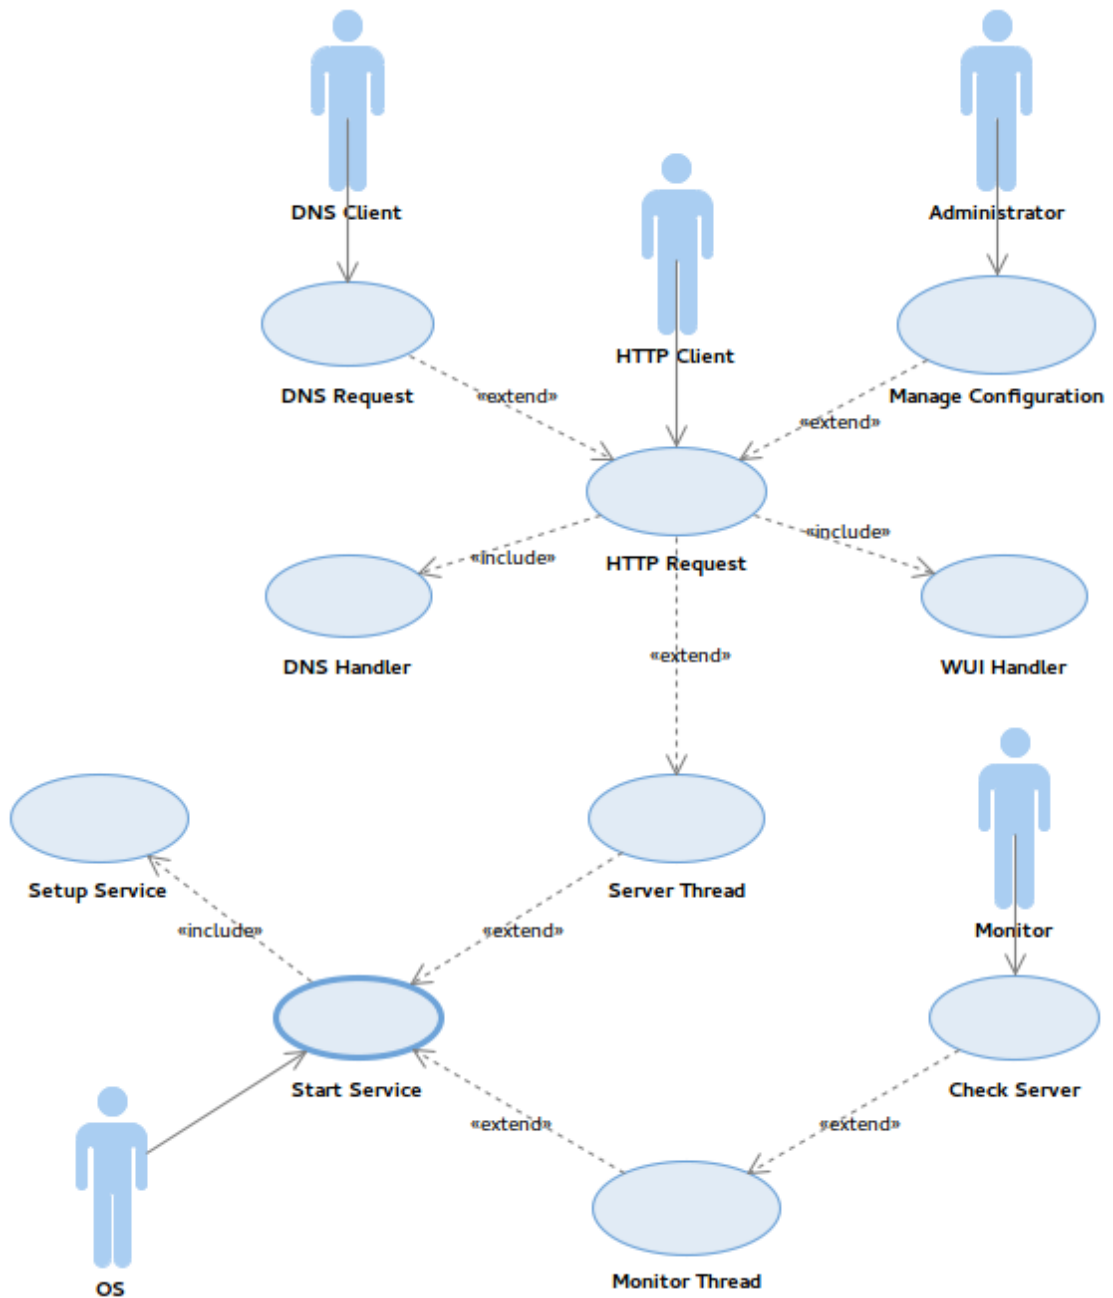 DNS Client
Administrator
HTTP Client
DNS Request
«extend»
Manage Configuration
«extend»
«include»
«include»
HTTP Request
DNS Handler
«extend»
WUI Handler
Setup Service
Server Thread
«include»
«extend»
Monitor
Start Service
Check Server
«extend»
«extend»
OS
Monitor Thread